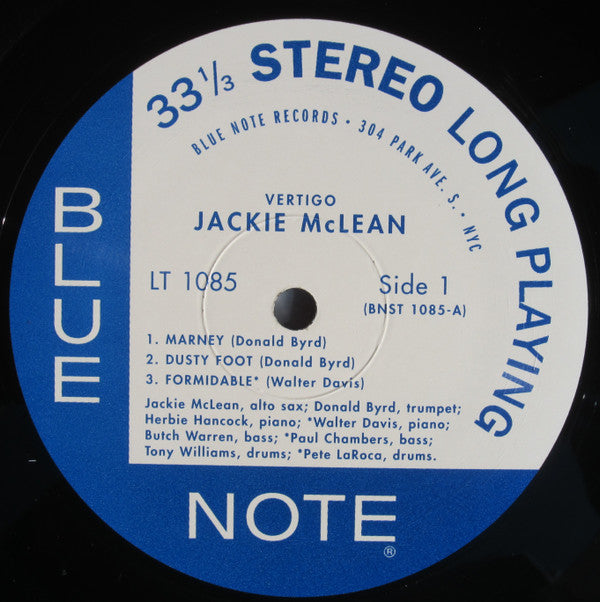 33 1/3 STEREO LONG PLAYING
BLUE NOTE RECORDS • 304 PARK AVE. S. • NYC
VERTIGO
JACKIE McLEAN
LT 1085
Side 1
(BNST 1085-A)
1. MARNEY (Donald Byrd)
2. DUSTY FOOT (Donald Byrd)
3. FORMIDABLE* (Walter Davis)
Jackie McLean, alto sax; Donald Byrd, trumpet;
Herbie Hancock, piano; *Walter Davis, piano;
Butch Warren, bass; *Paul Chambers, bass;
Tony Williams, drums; *Pete LaRoca, drums.
BLUE
NOTE®